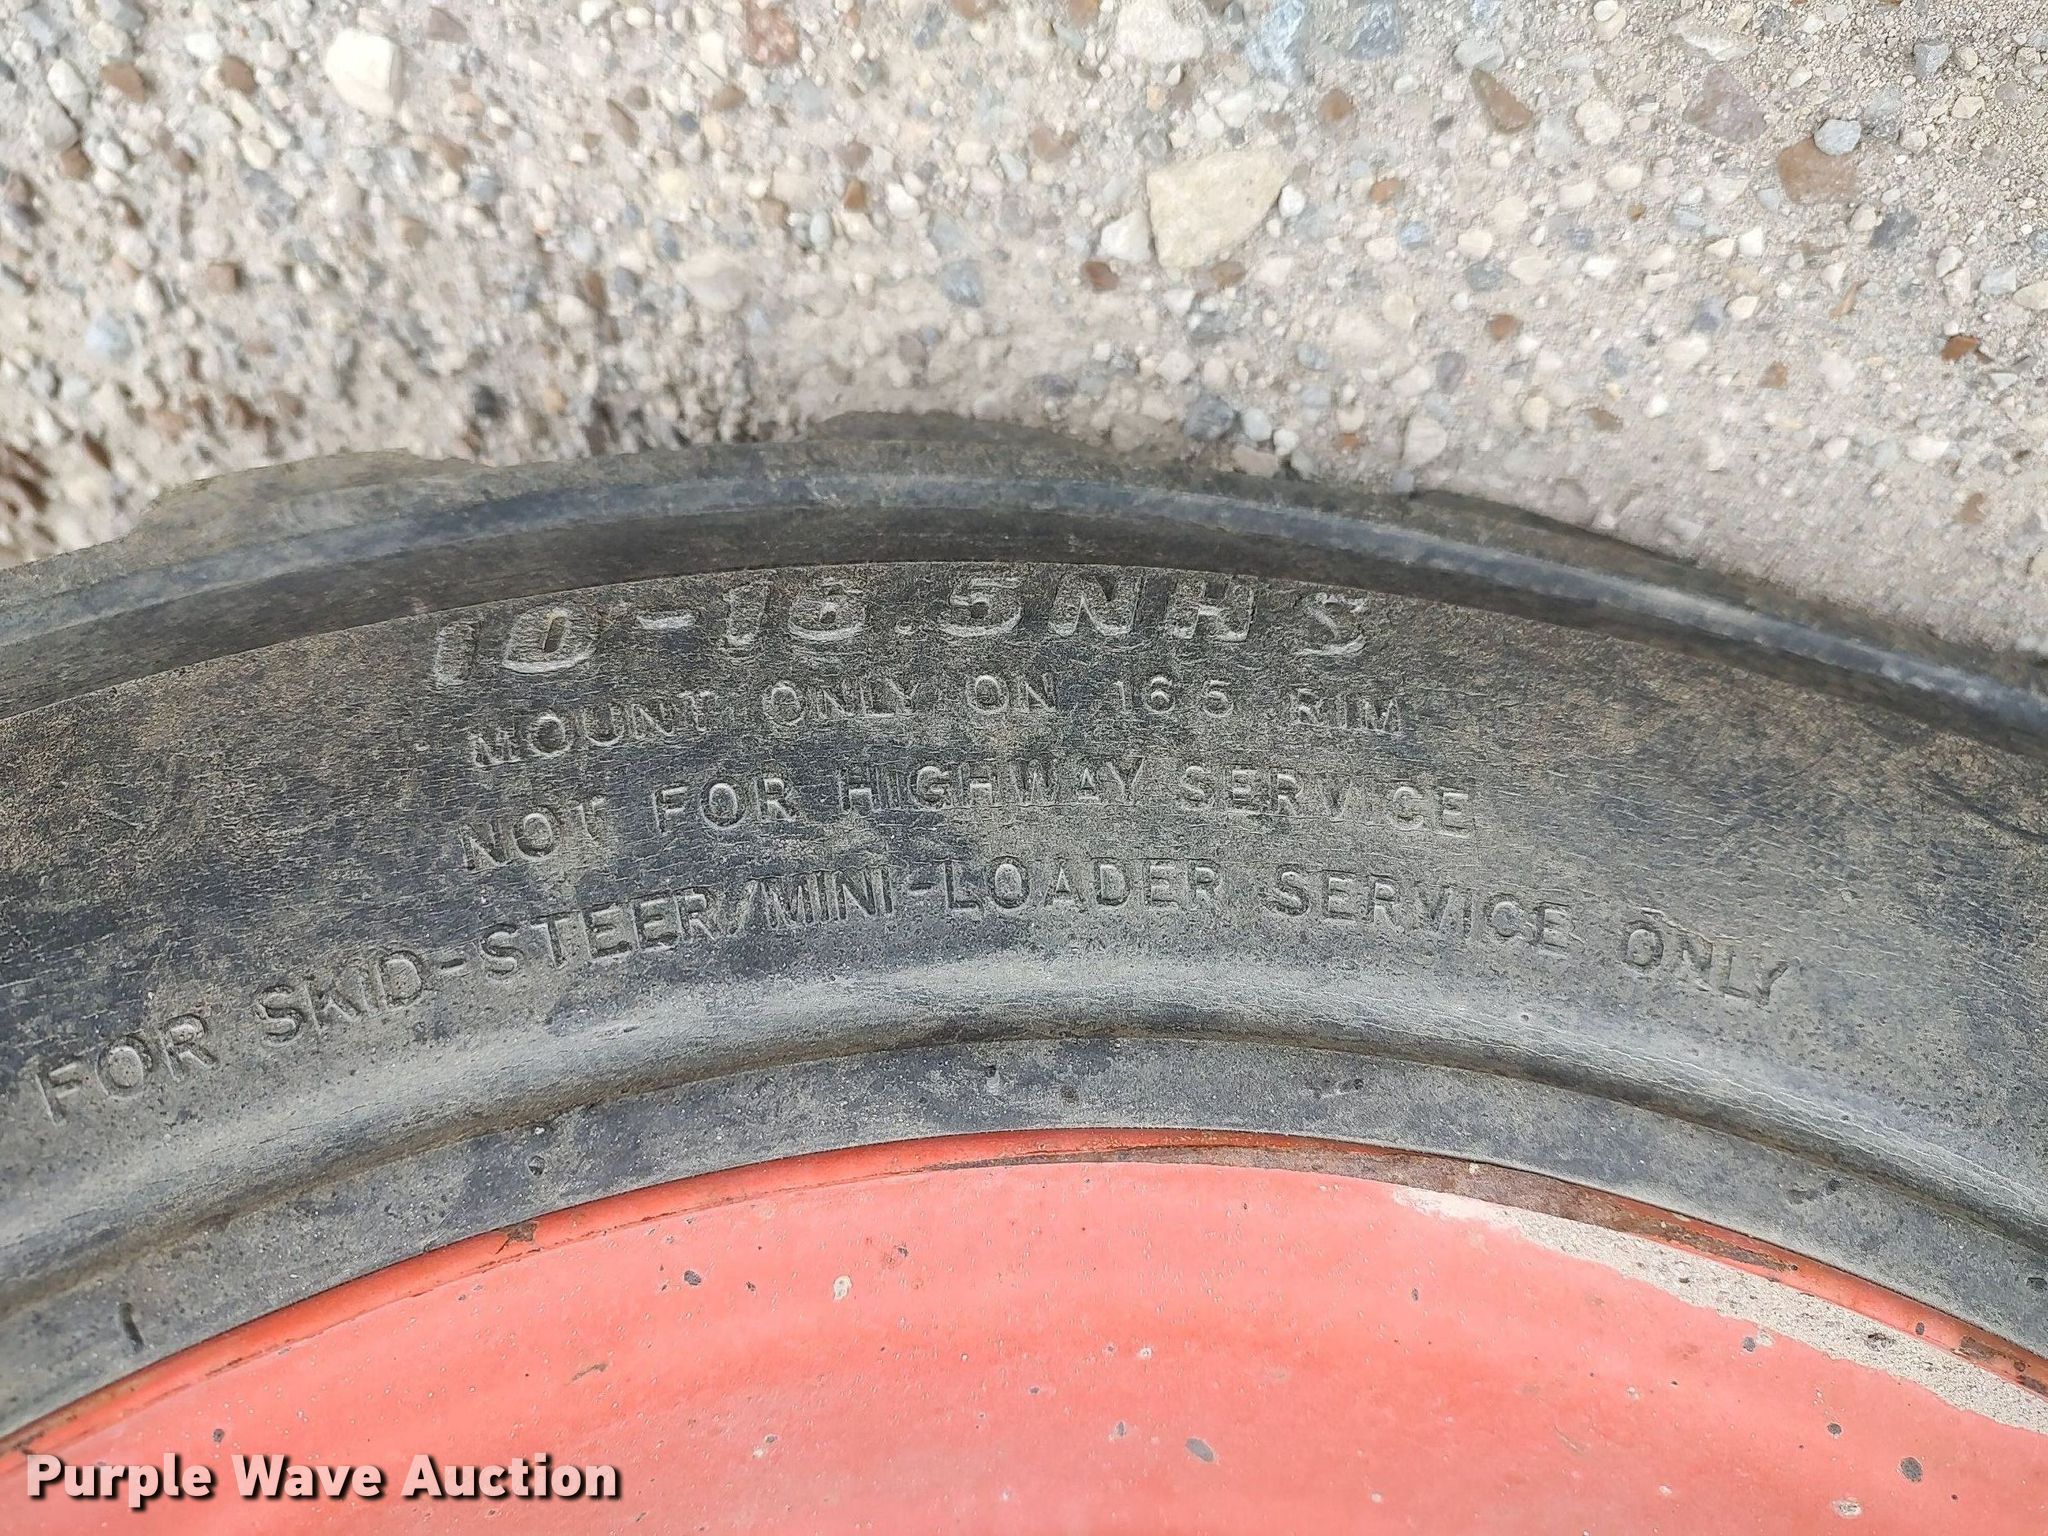 10-16.5NHS
MOUNT ONLY ON 16.5 RIM
NOT FOR HIGHWAY SERVICE
FOR SKID-STEER/MINI-LOADER SERVICE ONLY
Purple Wave Auction